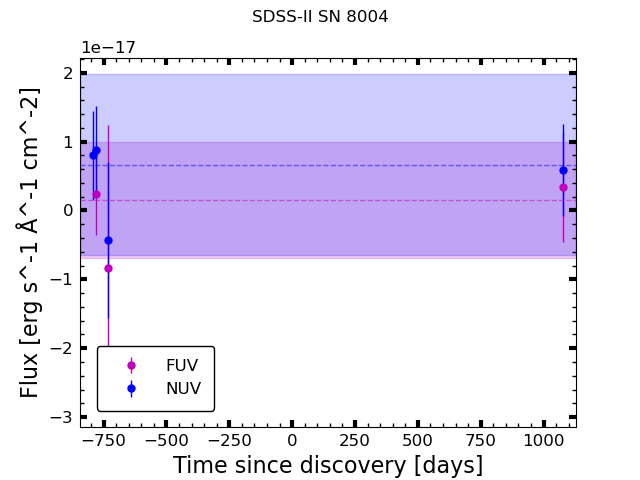 SDSS-II SN 8004
1e−17
2
1
0
−1
−2
−3
Flux [erg s^-1 Å^-1 cm^-2]
FUV
NUV
−750 −500 −250 0 250 500 750 1000
Time since discovery [days]